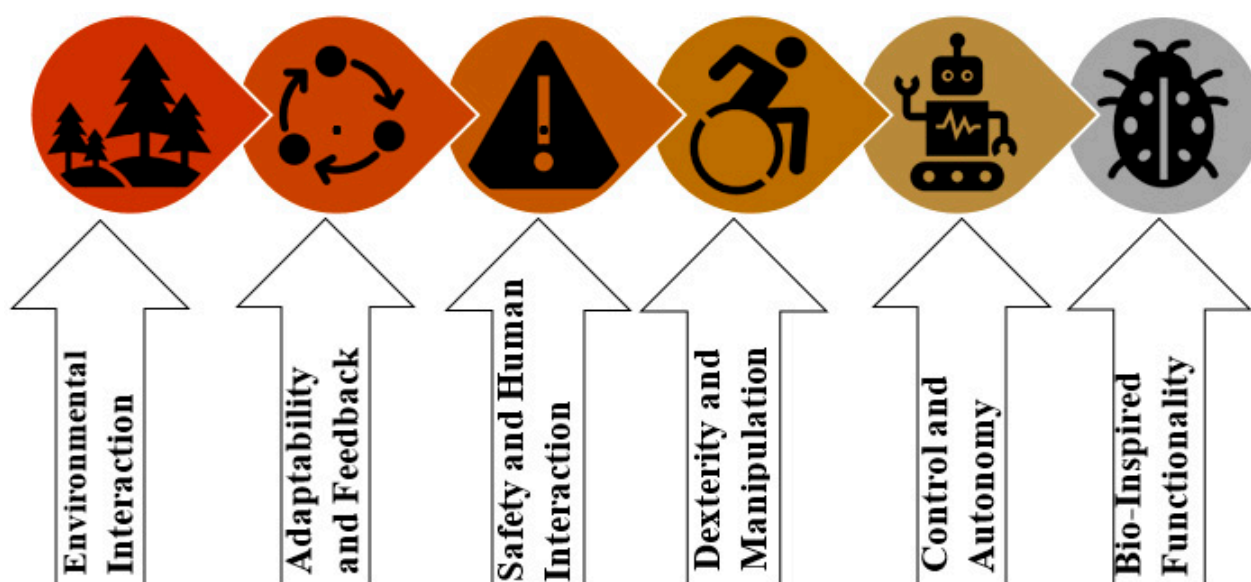 Environmental
Interaction
Adaptability
and Feedback
Safety and Human
Interaction
Dexterity and
Manipulation
Control and
Autonomy
Bio-Inspired
Functionality